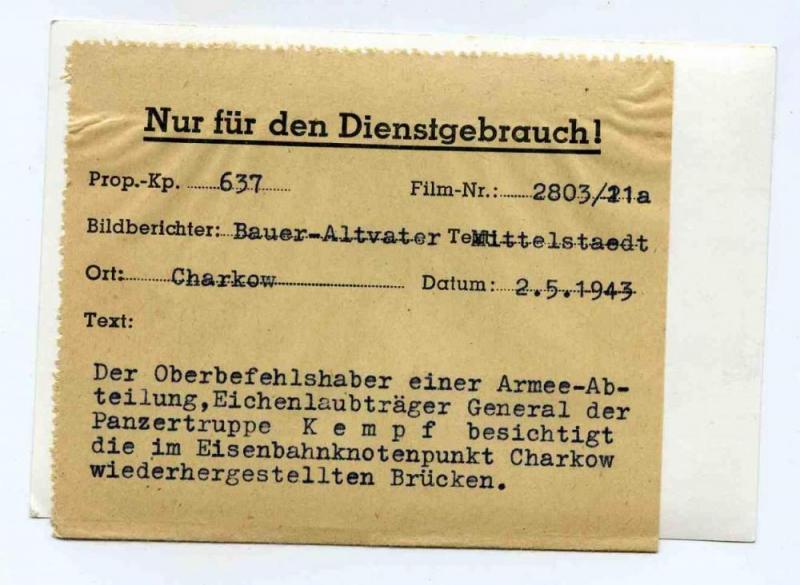 Nur für den Dienstgebrauch!
Prop.-Kp. 637 Film-Nr.: 2803/21a
Bildberichter: Bauer-Altvater Mittelstaedt
Ort: Charkow Datum: 2.5.1943
Text:
Der Oberbefehlshaber einer Armee-Ab-
teilung,Eichenlaubträger General der
Panzertruppe K e m p f besichtigt
die im Eisenbahnknotenpunkt Charkow
wiederhergestellten Brücken.